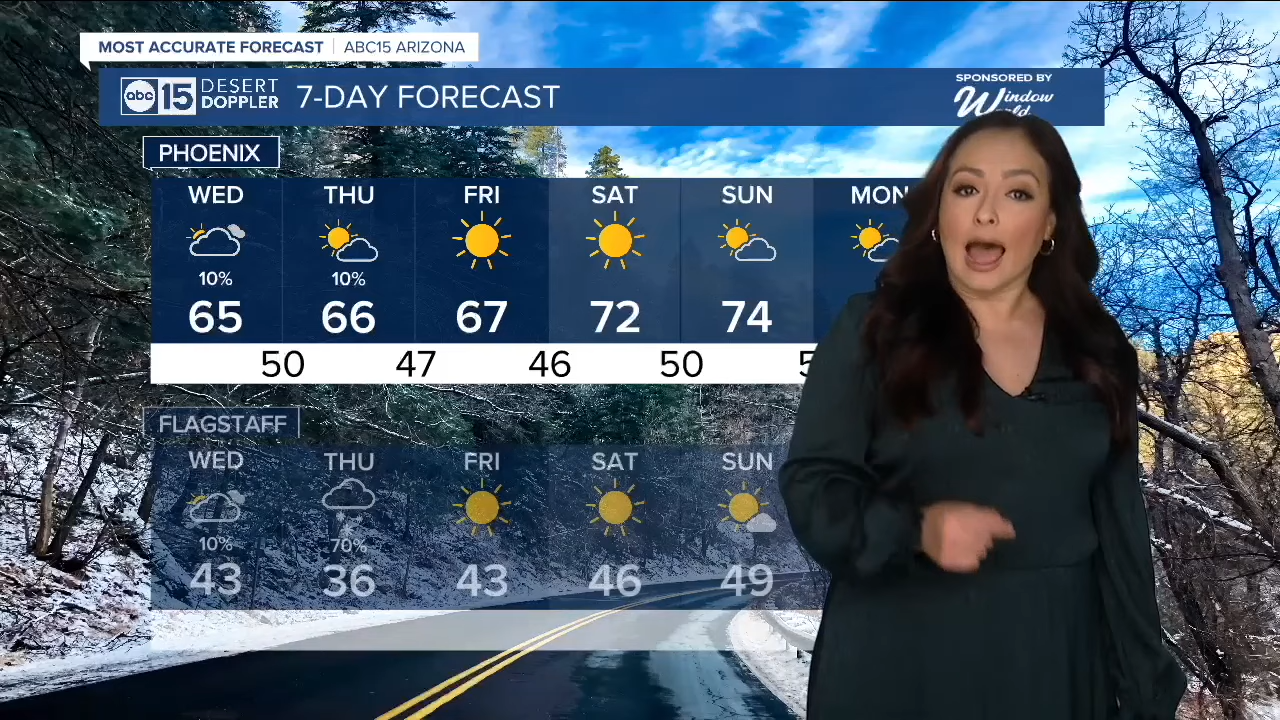 MOST ACCURATE FORECAST | ABC15 ARIZONA
abc 15 DESERT DOPPLER 7-DAY FORECAST
SPONSORED BY
Window
PHOENIX
WED THU FRI SAT SUN MON
10% 10%
65 66 67 72 74
50 47 46 50
FLAGSTAFF
WED THU FRI SAT SUN
10% 70%
43 36 43 46 49